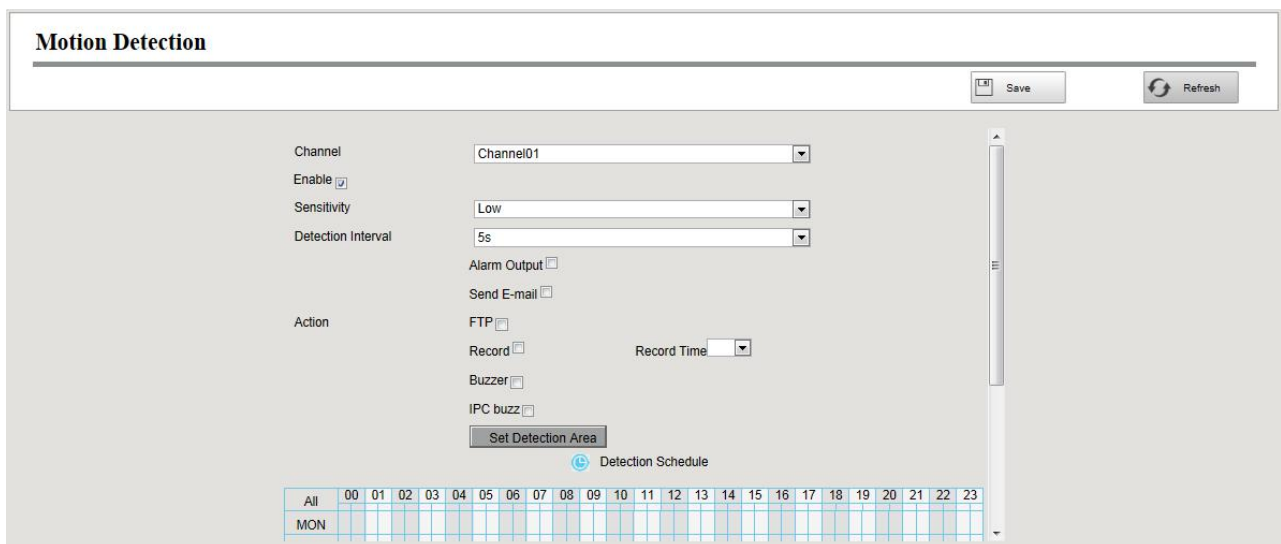 Motion Detection
Save Refresh
Channel Channel01
Enable
Sensitivity Low
Detection Interval 5s
Alarm Output
Send E-mail
Action FTP
Record Record Time
Buzzer
IPC buzz
Set Detection Area
Detection Schedule
All 00 01 02 03 04 05 06 07 08 09 10 11 12 13 14 15 16 17 18 19 20 21 22 23
MON